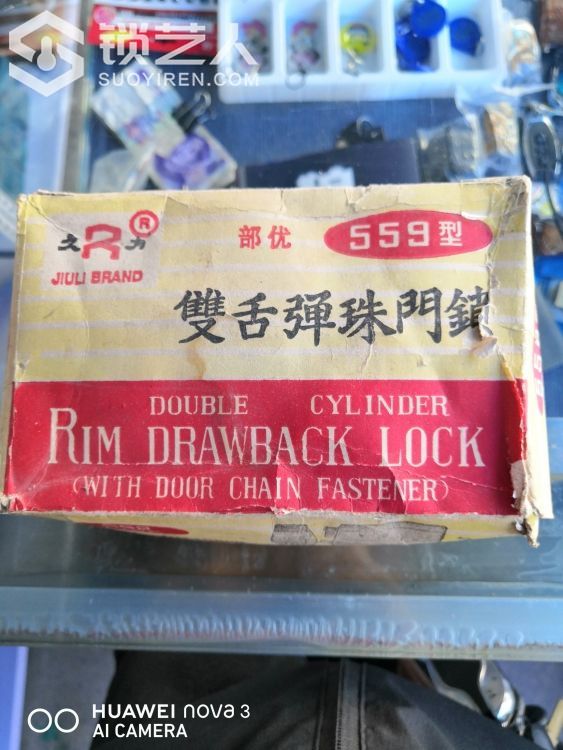 锁艺人
SUOYIREN.COM
久 R 力 ®
JIULI BRAND
部优
559型
雙舌弹珠門鎖
DOUBLE CYLINDER
RIM DRAWBACK LOCK
(WITH DOOR CHAIN FASTENER)
HUAWEI nova 3
AI CAMERA